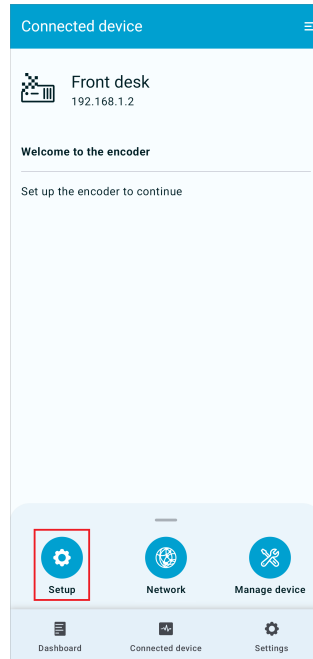 Connected device
Front desk
192.168.1.2
Welcome to the encoder
Set up the encoder to continue
Setup
Network
Manage device
Dashboard
Connected device
Settings